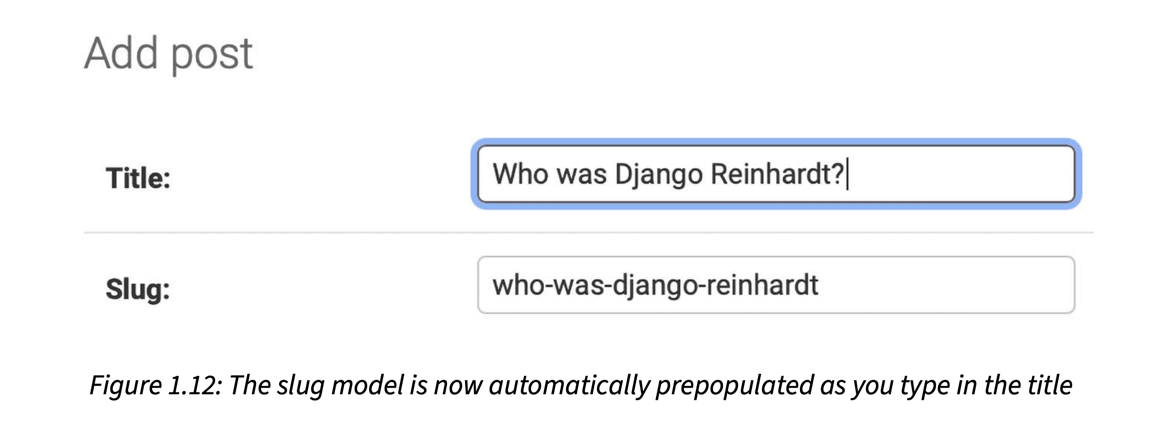 Add post
Title: Who was Django Reinhardt?
Slug: who-was-django-reinhardt
Figure 1.12: The slug model is now automatically prepopulated as you type in the title